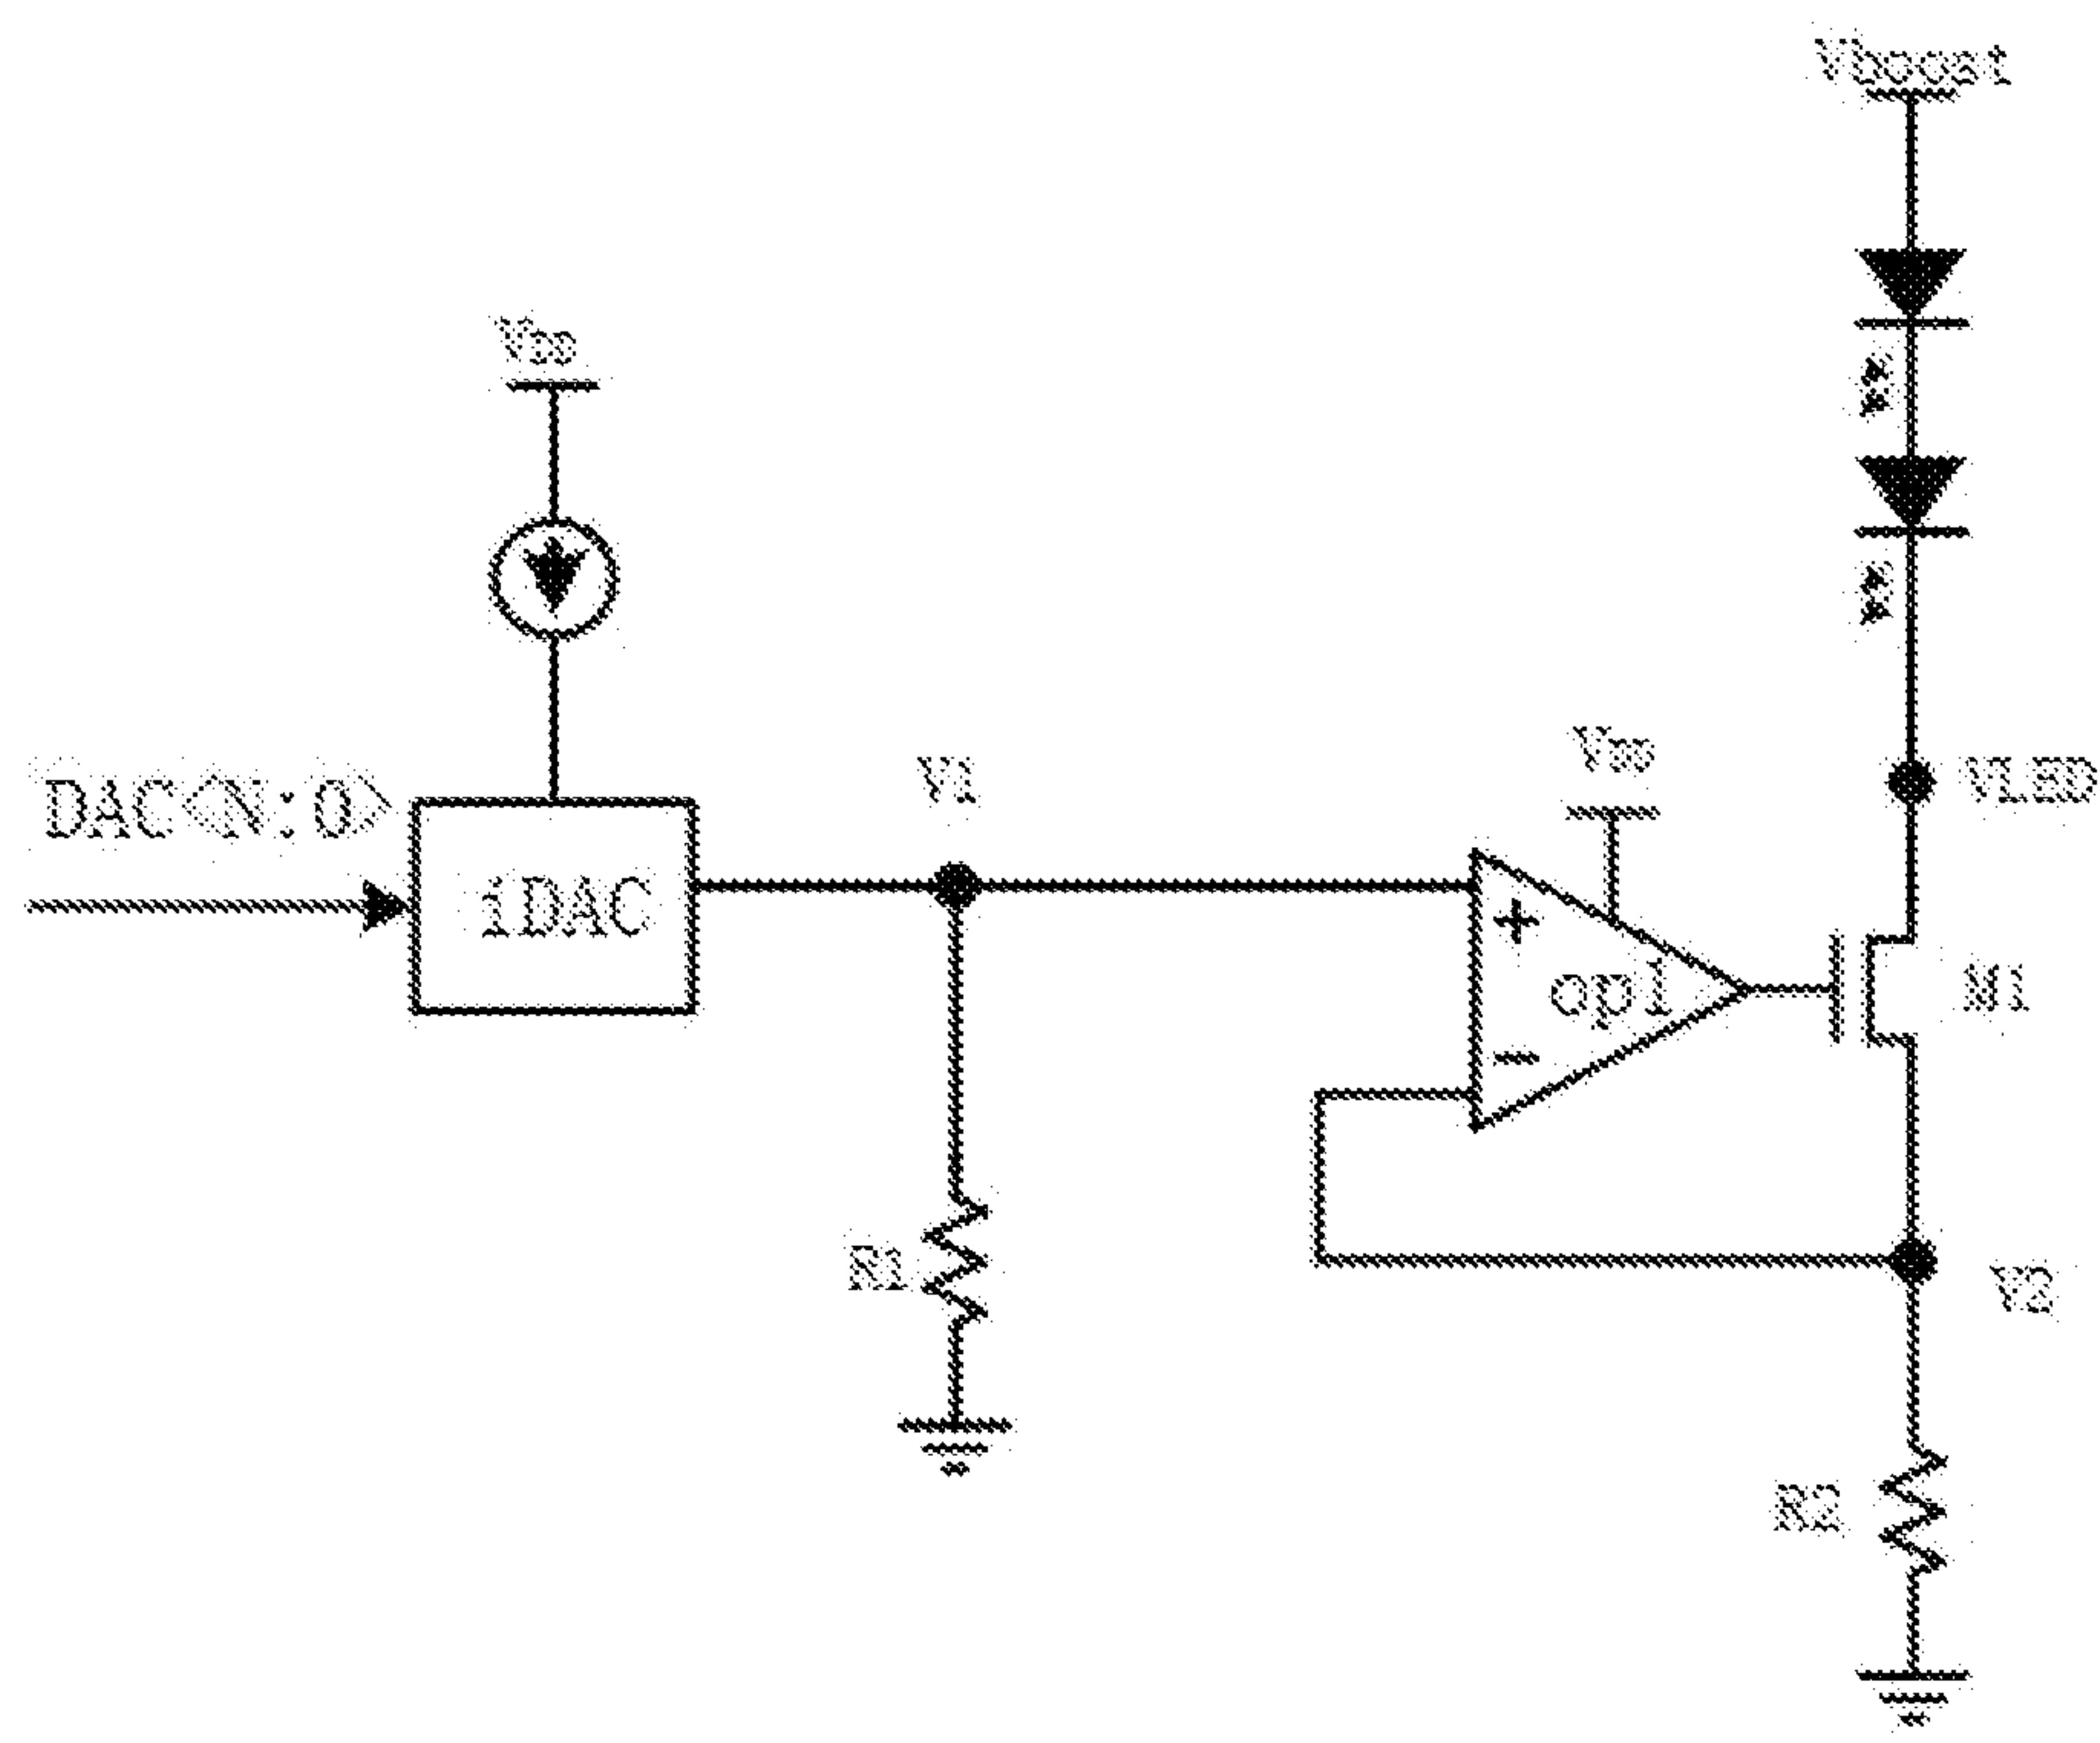 Vboost
VDD
DAC<N:0>
iDAC
V1
VDD
VLED
+
op1
-
M1
R1
V2
R2